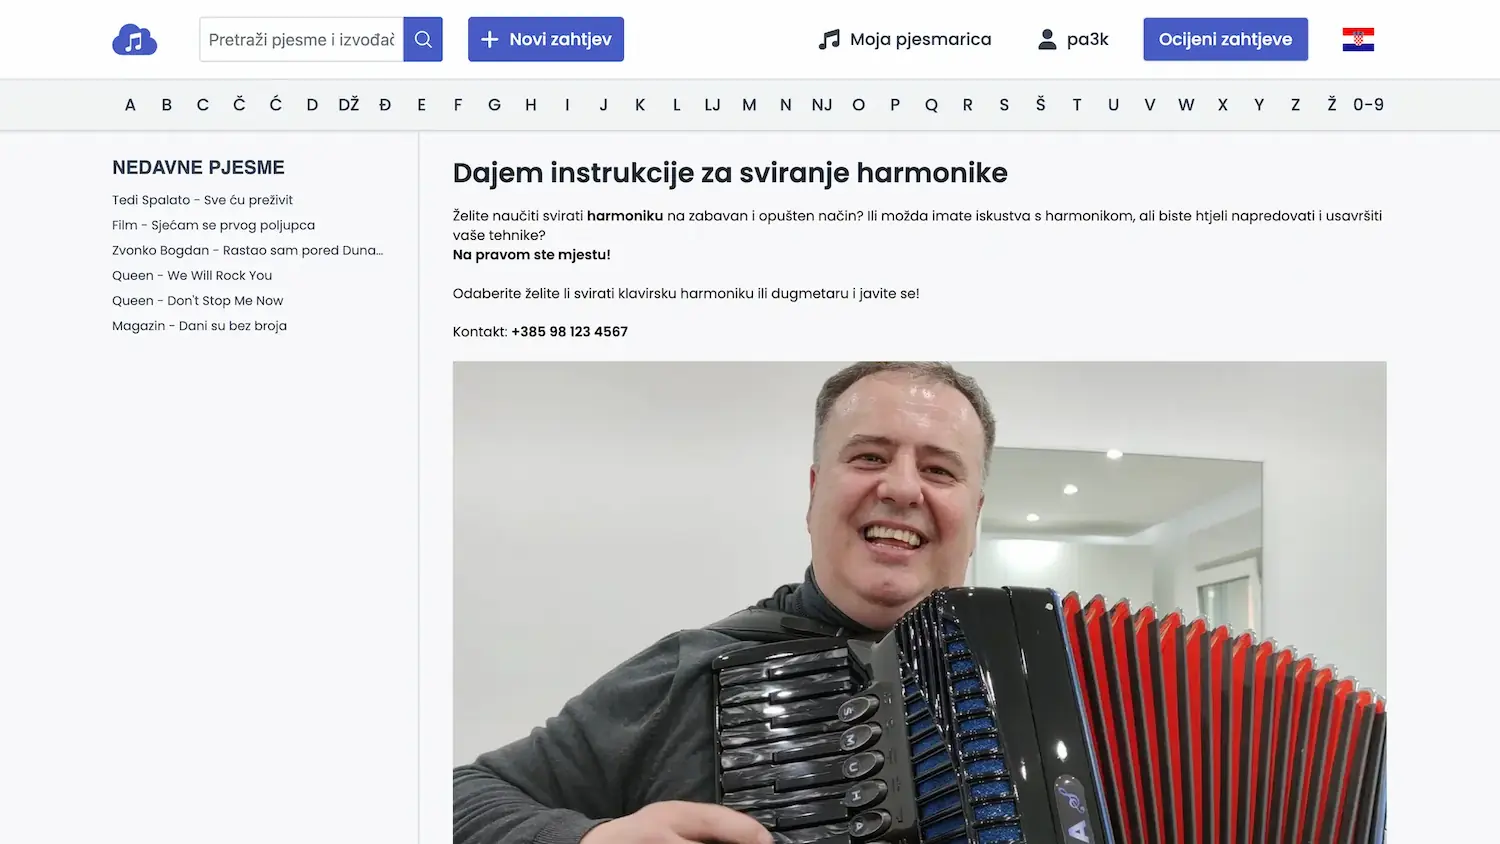 Pretraži pjesme i izvođač
Novi zahtjev
Moja pjesmarica
pa3k
Ocijeni zahtjeve
A B C Č Ć D DŽ Đ E F G H I J K L LJ M N NJ O P Q R S Š T U V W X Y Z Ž 0-9
NEDAVNE PJESME
Tedi Spalato - Sve ću preživit
Film - Sjećam se prvog poljupca
Zvonko Bogdan - Rastao sam pored Duna...
Queen - We Will Rock You
Queen - Don't Stop Me Now
Magazin - Dani su bez broja
Dajem instrukcije za sviranje harmonike
Želite naučiti svirati harmoniku na zabavan i opušten način? Ili možda imate iskustva s harmonikom, ali biste htjeli napredovati i usavršiti
vaše tehnike?
Na pravom ste mjestu!
Odaberite želite li svirati klavirsku harmoniku ili dugmetaru i javite se!
Kontakt: +385 98 123 4567
S
M
U
H
A
A